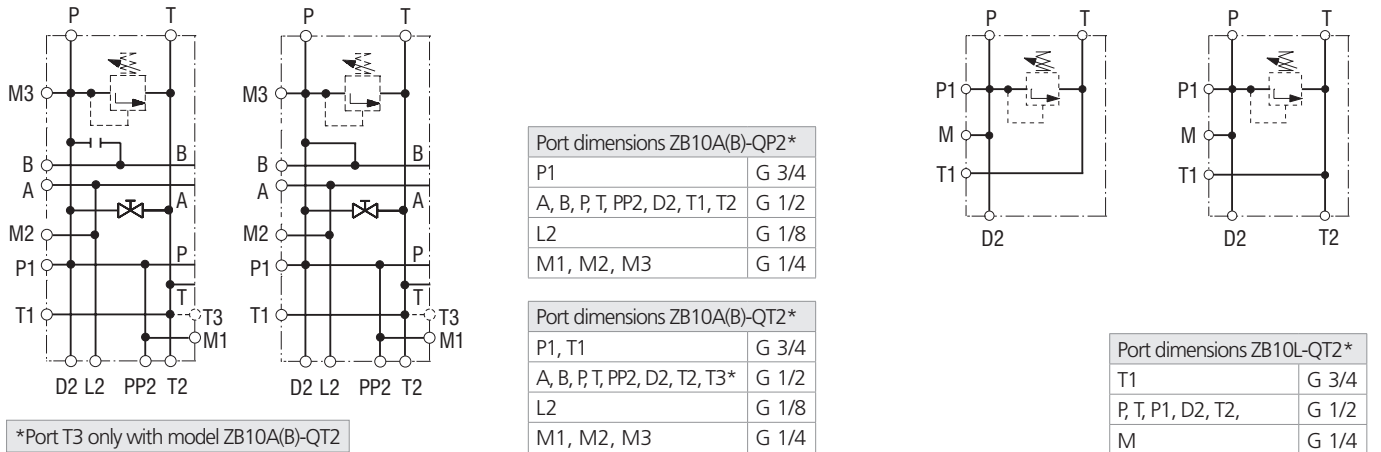 P T
M3
B B
A
A
M2
P1 P
T
T1 T3
M1
D2 L2 PP2 T2
P T
M3
B B
A
A
M2
P1 P
T
T1 T3
M1
D2 L2 PP2 T2
*Port T3 only with model ZB10A(B)-QT2
Port dimensions ZB10A(B)-QP2*
P1 G 3/4
A, B, P, T, PP2, D2, T1, T2 G 1/2
L2 G 1/8
M1, M2, M3 G 1/4
Port dimensions ZB10A(B)-QT2*
P1, T1 G 3/4
A, B, P, T, PP2, D2, T2, T3* G 1/2
L2 G 1/8
M1, M2, M3 G 1/4
P T
P1
M
T1
D2
P T
P1
M
T1
D2 T2
Port dimensions ZB10L-QT2*
T1 G 3/4
P, T, P1, D2, T2, G 1/2
M G 1/4